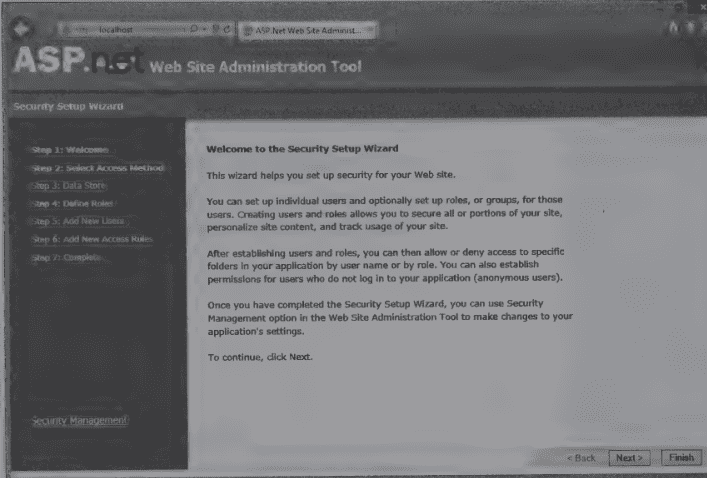 localhost
ASP.Net Web Site Administ...
ASP.net Web Site Administration Tool
Security Setup Wizard
Step 1: Welcome
Step 2: Select Access Method
Step 3: Data Store
Step 4: Define Roles
Step 5: Add New Users
Step 6: Add New Access Rules
Step 7: Complete
Security Management
Welcome to the Security Setup Wizard
This wizard helps you set up security for your Web site.
You can set up individual users and optionally set up roles, or groups, for those
users. Creating users and roles allows you to secure all or portions of your site,
personalize site content, and track usage of your site.
After establishing users and roles, you can then allow or deny access to specific
folders in your application by user name or by role. You can also establish
permissions for users who do not log in to your application (anonymous users).
Once you have completed the Security Setup Wizard, you can use Security
Management option in the Web Site Administration Tool to make changes to your
application's settings.
To continue, click Next.
< Back Next > Finish